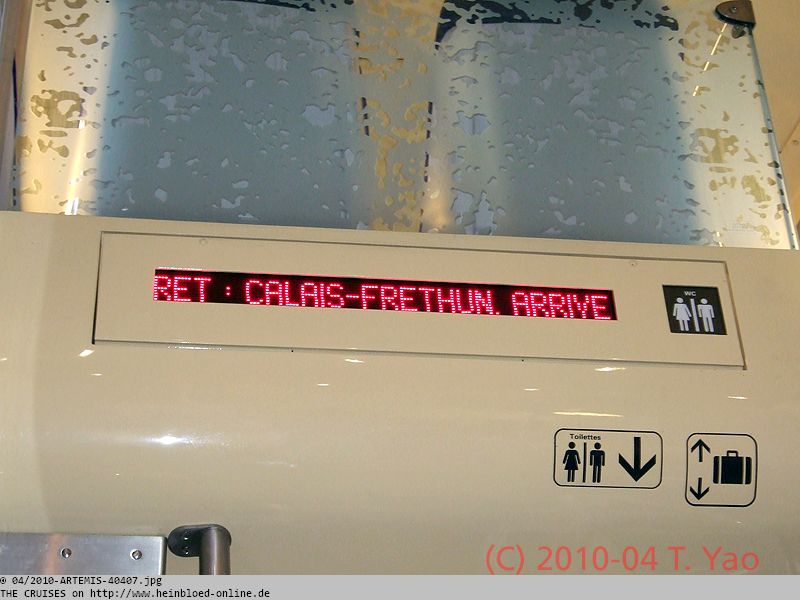 RET : CALAIS-FRETHUN. ARRIVE
WC
Toilettes
(C) 2010-04 T. Yao
@ 04/2010-ARTEMIS-40407.jpg
THE CRUISES on http://www.heinbloed-online.de